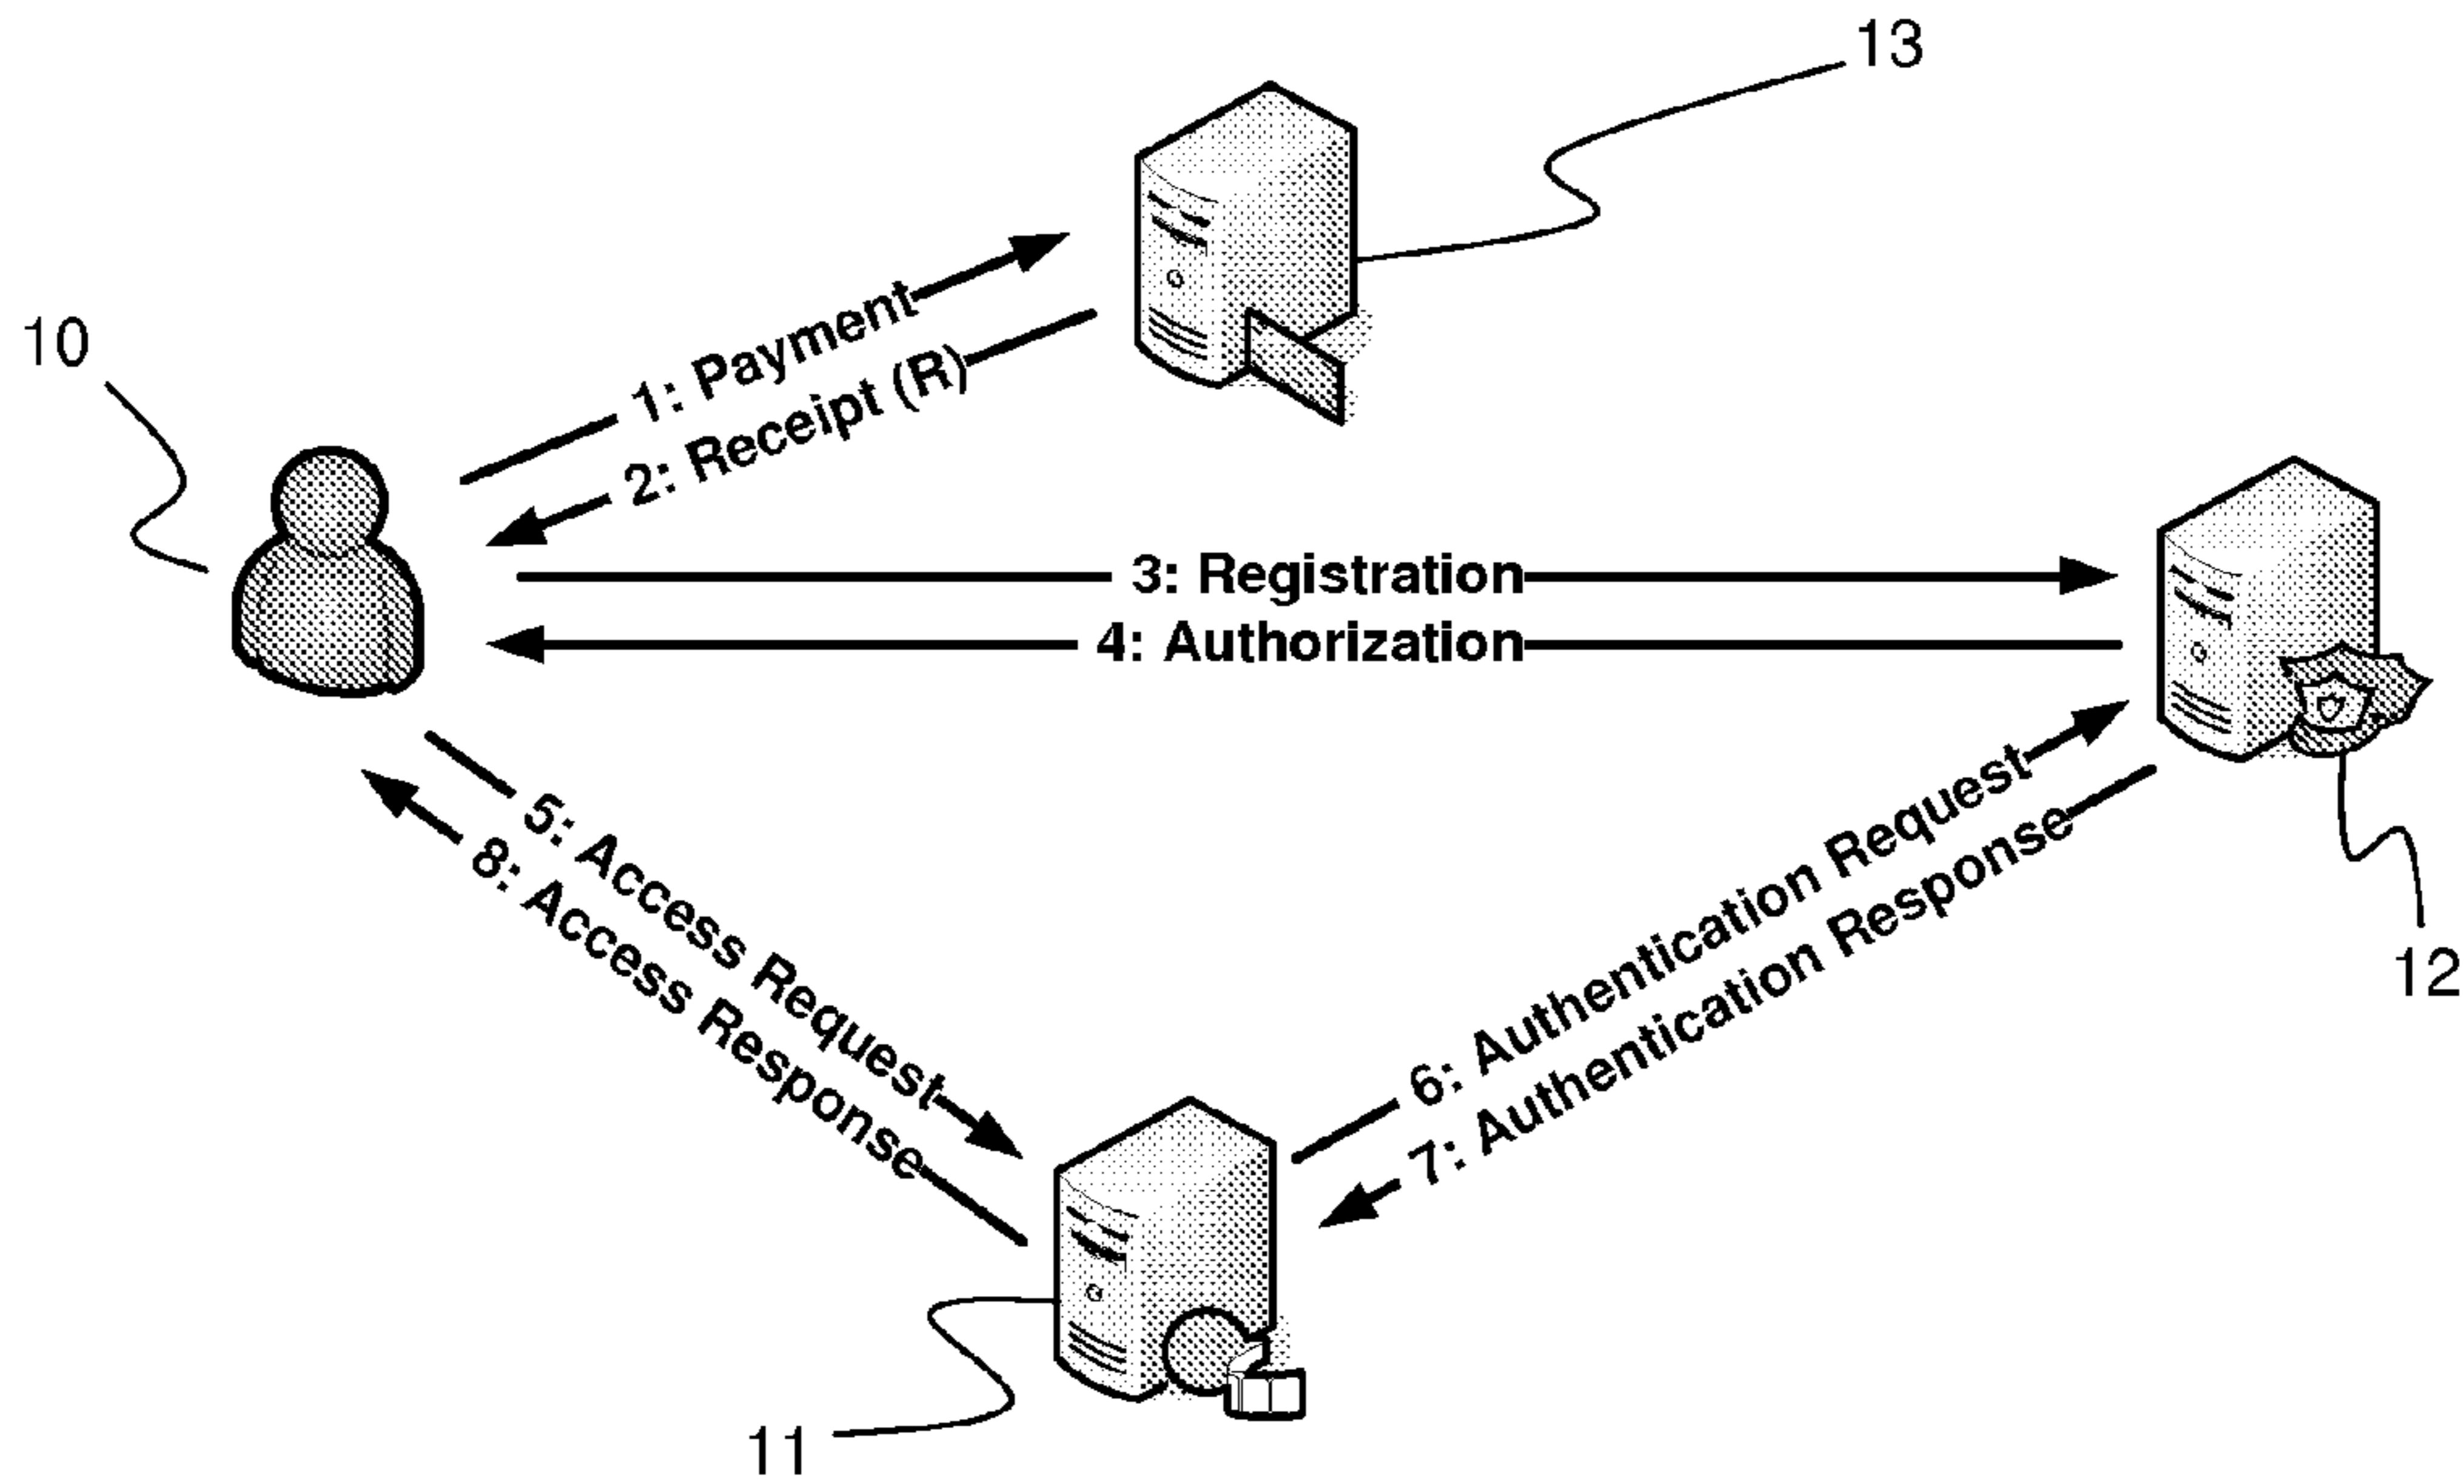 13
10
1: Payment
2: Receipt (R)
3: Registration
4: Authorization
5: Access Request
8: Access Response
6: Authentication Request
7: Authentication Response
12
11